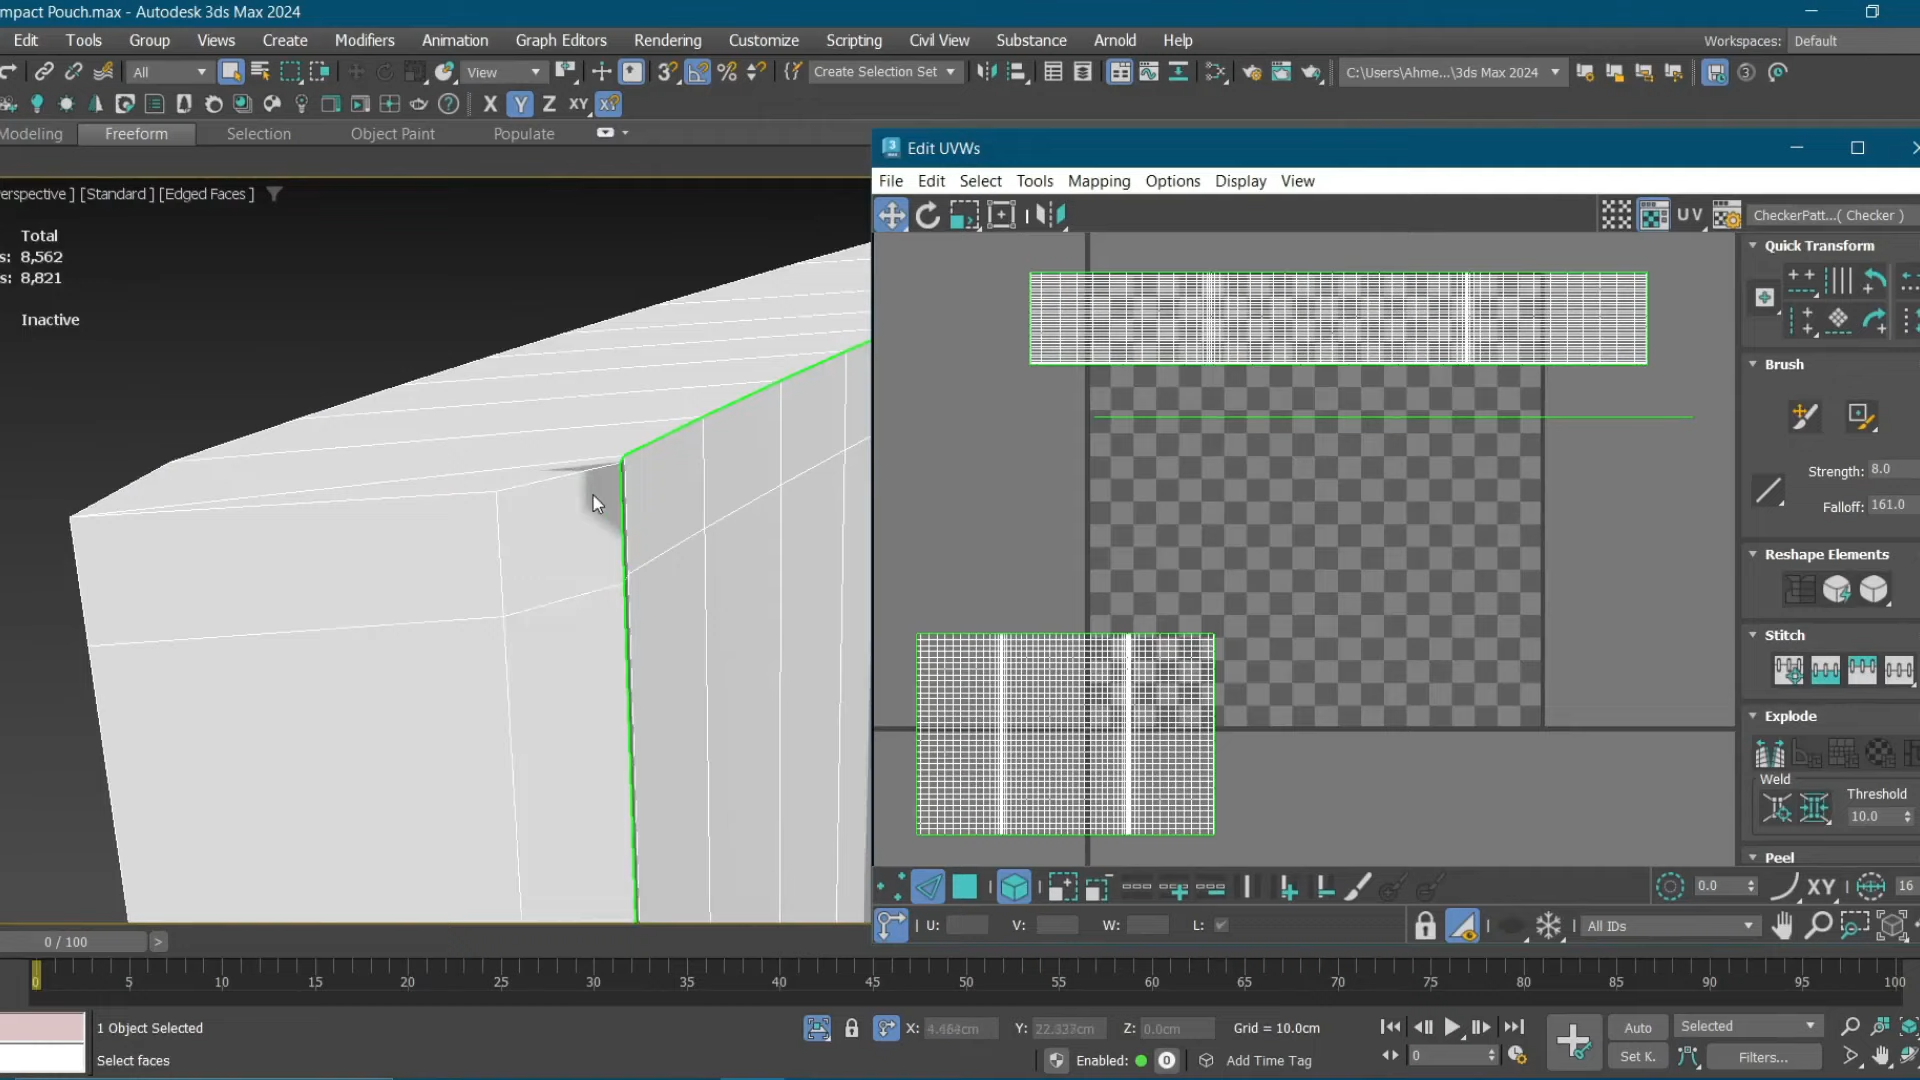 mpact Pouch.max - Autodesk 3ds Max 2024
Edit Tools Group Views Create Modifiers Animation Graph Editors Rendering Customize Scripting Civil View Substance Arnold Help
Workspaces: Default
All View Create Selection Set C:\Users\Ahme...\3ds Max 2024
X Y Z XY
Modeling Freeform Selection Object Paint Populate
Edit UVWs
File Edit Select Tools Mapping Options Display View
erspective ] [Standard ] [Edged Faces ]
UV CheckerPatt...( Checker )
Total
s: 8,562
s: 8,821
Inactive
Quick Transform
Brush
Strength: 8.0
Falloff: 161.0
Reshape Elements
Stitch
Explode
Weld
Threshold
10.0
Peel
0.0 XY 16
U: V: W: L: All IDs
0 / 100 >
0 5 10 15 20 25 30 35 40 45 50 55 60 65 70 75 80 85 90 95 100
1 Object Selected
X: 4.464cm Y: 22.337cm Z: 0.0cm Grid = 10.0cm
Auto Selected
Select faces
Enabled: 0 Add Time Tag
0
Set K. Filters...